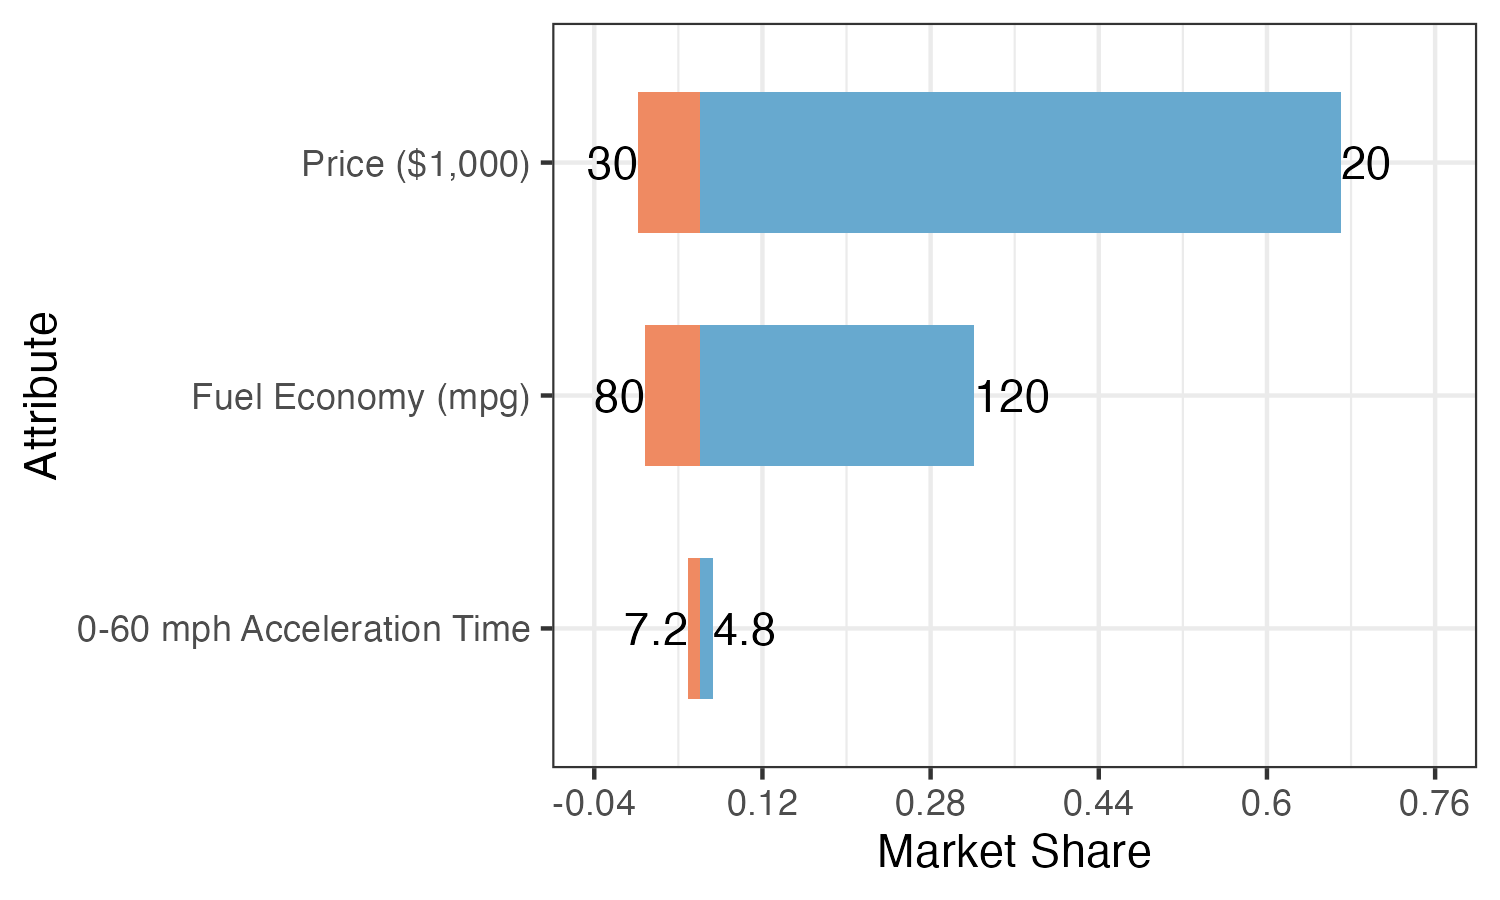 Price ($1,000)
30
20
Fuel Economy (mpg)
80
120
0-60 mph Acceleration Time
7.2
4.8
Attribute
-0.04
0.12
0.28
0.44
0.6
0.76
Market Share